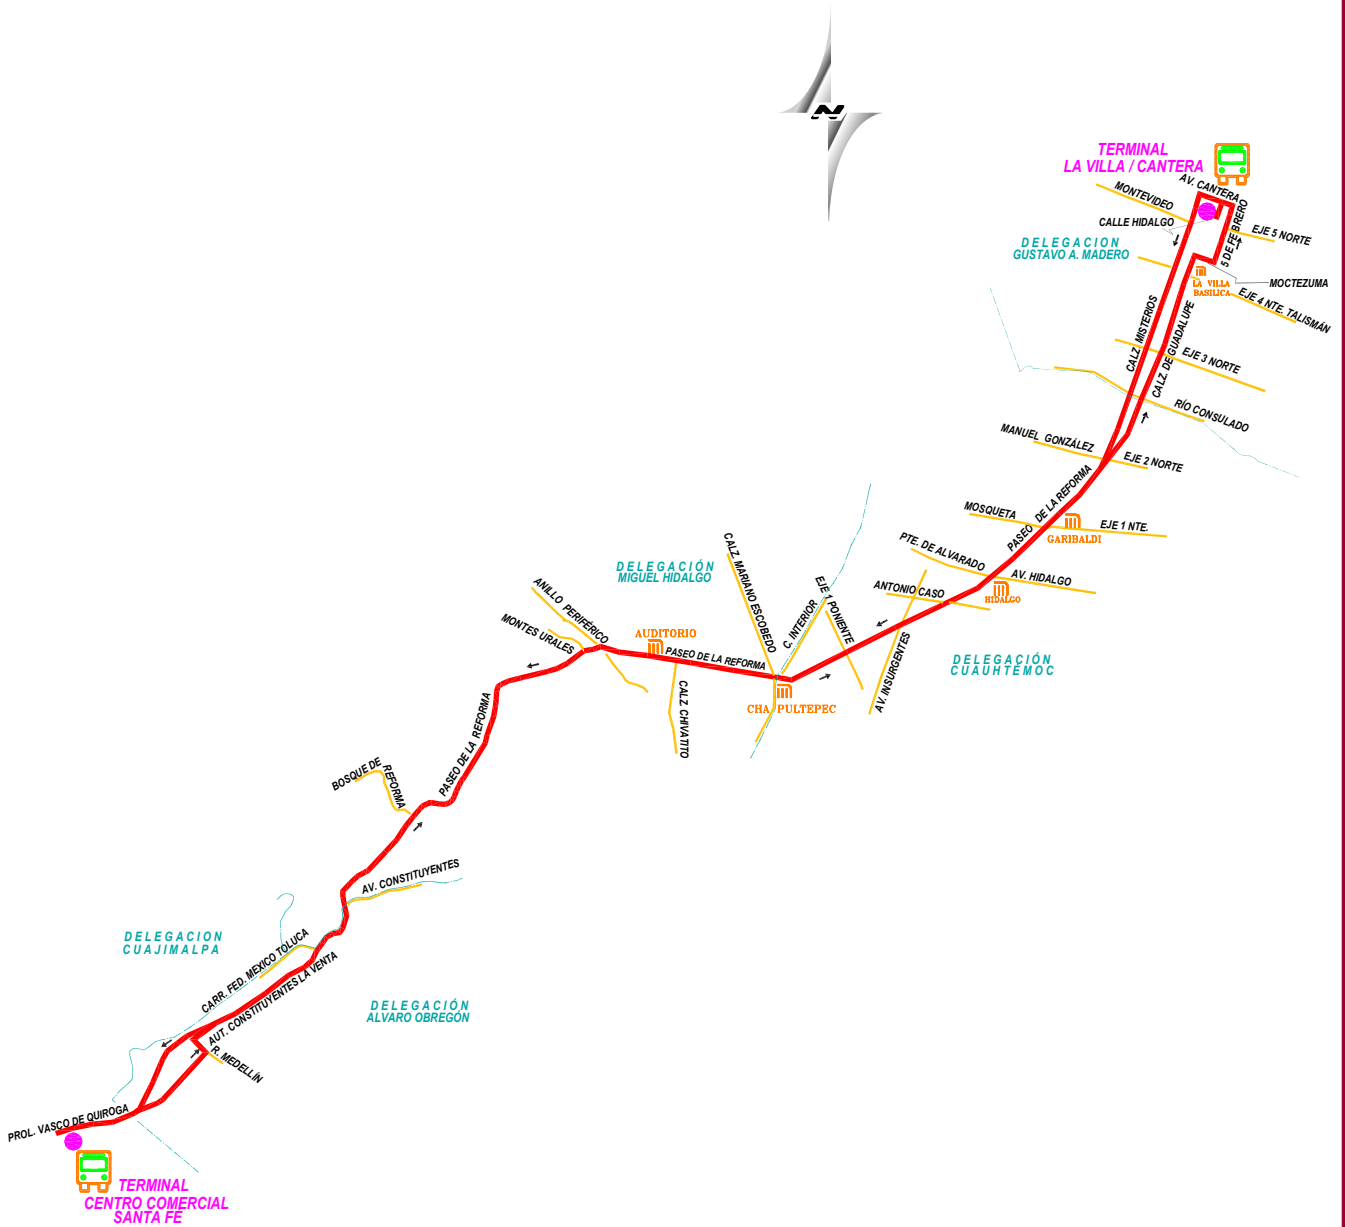 N
TERMINAL
LA VILLA / CANTERA
AV. CANTERA
MONTEVIDEO
CALLE HIDALGO
5 DE FEBRERO
EJE 5 NORTE
DELEGACION
GUSTAVO A. MADERO
LA VILLA
BASILICA
MOCTEZUMA
EJE 4 NTE. TALISMÁN
CALZ. MISTERIOS
CALZ. DE GUADALUPE
EJE 3 NORTE
RÍO CONSULADO
MANUEL GONZÁLEZ
EJE 2 NORTE
PASEO DE LA REFORMA
MOSQUETA
EJE 1 NTE.
GARIBALDI
PTE. DE ALVARADO
AV. HIDALGO
HIDALGO
ANTONIO CASO
CALZ. MARIANO ESCOBEDO
EJE 1 PONIENTE
C. INTERIOR
AV. INSURGENTES
DELEGACIÓN
MIGUEL HIDALGO
DELEGACIÓN
CUAUHTEMOC
ANILLO PERIFÉRICO
MONTES URALES
AUDITORIO
PASEO DE LA REFORMA
CHAPULTEPEC
CALZ. CHIVATITO
PASEO DE LA REFORMA
BOSQUE DE
REFORMA
AV. CONSTITUYENTES
DELEGACION
CUAJIMALPA
CARR. FED. MEXICO TOLUCA
AUT. CONSTITUYENTES LA VENTA
DELEGACIÓN
ALVARO OBREGÓN
R. MEDELLÍN
PROL. VASCO DE QUIROGA
TERMINAL
CENTRO COMERCIAL
SANTA FE